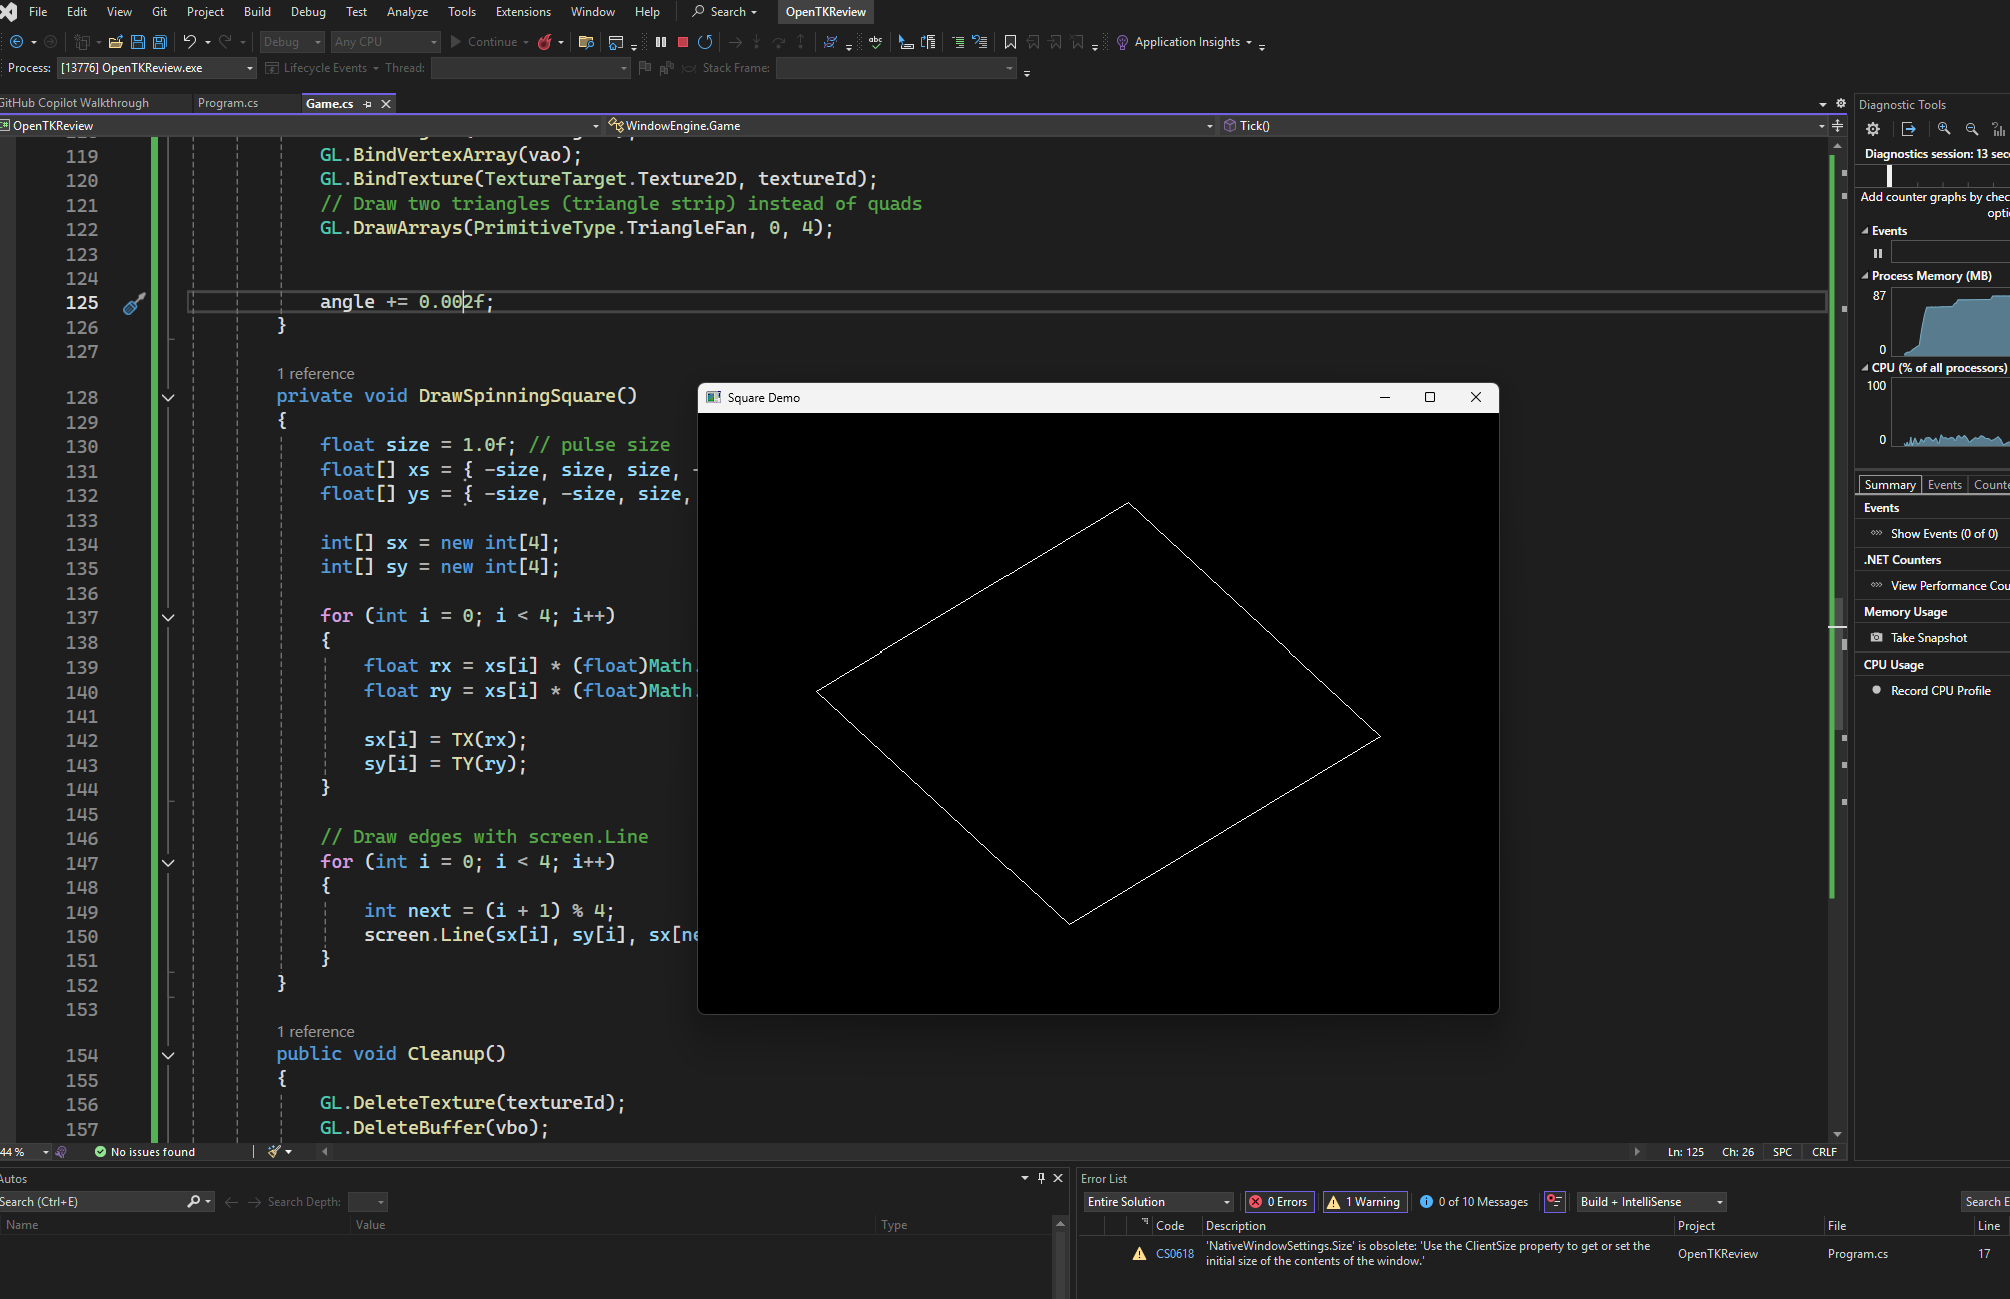 File Edit View Git Project Build Debug Test Analyze Tools Extensions Window Help Search OpenTKReview
Debug Any CPU Continue Application Insights
Process: [13776] OpenTKReview.exe Lifecycle Events Thread: Stack Frame:
GitHub Copilot Walkthrough Program.cs Game.cs
OpenTKReview WindowEngine.Game Tick()
119 GL.BindVertexArray(vao);
120 GL.BindTexture(TextureTarget.Texture2D, textureId);
121 // Draw two triangles (triangle strip) instead of quads
122 GL.DrawArrays(PrimitiveType.TriangleFan, 0, 4);
123
124
125 angle += 0.002f;
126 }
127
1 reference
128 private void DrawSpinningSquare()
129 {
130 float size = 1.0f; // pulse size
131 float[] xs = { -size, size, size, -
132 float[] ys = { -size, -size, size,
133
134 int[] sx = new int[4];
135 int[] sy = new int[4];
136
137 for (int i = 0; i < 4; i++)
138 {
139 float rx = xs[i] * (float)Math.
140 float ry = xs[i] * (float)Math.
141
142 sx[i] = TX(rx);
143 sy[i] = TY(ry);
144 }
145
146 // Draw edges with screen.Line
147 for (int i = 0; i < 4; i++)
148 {
149 int next = (i + 1) % 4;
150 screen.Line(sx[i], sy[i], sx[ne
151 }
152 }
153
1 reference
154 public void Cleanup()
155 {
156 GL.DeleteTexture(textureId);
157 GL.DeleteBuffer(vbo);
Square Demo
Diagnostic Tools
Diagnostics session: 13 sec
Add counter graphs by chec
opti
Events
Process Memory (MB)
87
0
CPU (% of all processors)
100
0
Summary Events Counte
Events
Show Events (0 of 0)
.NET Counters
View Performance Cou
Memory Usage
Take Snapshot
CPU Usage
Record CPU Profile
44 % No issues found Ln: 125 Ch: 26 SPC CRLF
Autos
Search (Ctrl+E) Search Depth:
Name Value Type
Error List
Entire Solution 0 Errors 1 Warning 0 of 10 Messages Build + IntelliSense Search E
Code Description Project File Line
CS0618 'NativeWindowSettings.Size' is obsolete: 'Use the ClientSize property to get or set the OpenTKReview Program.cs 17
initial size of the contents of the window.'